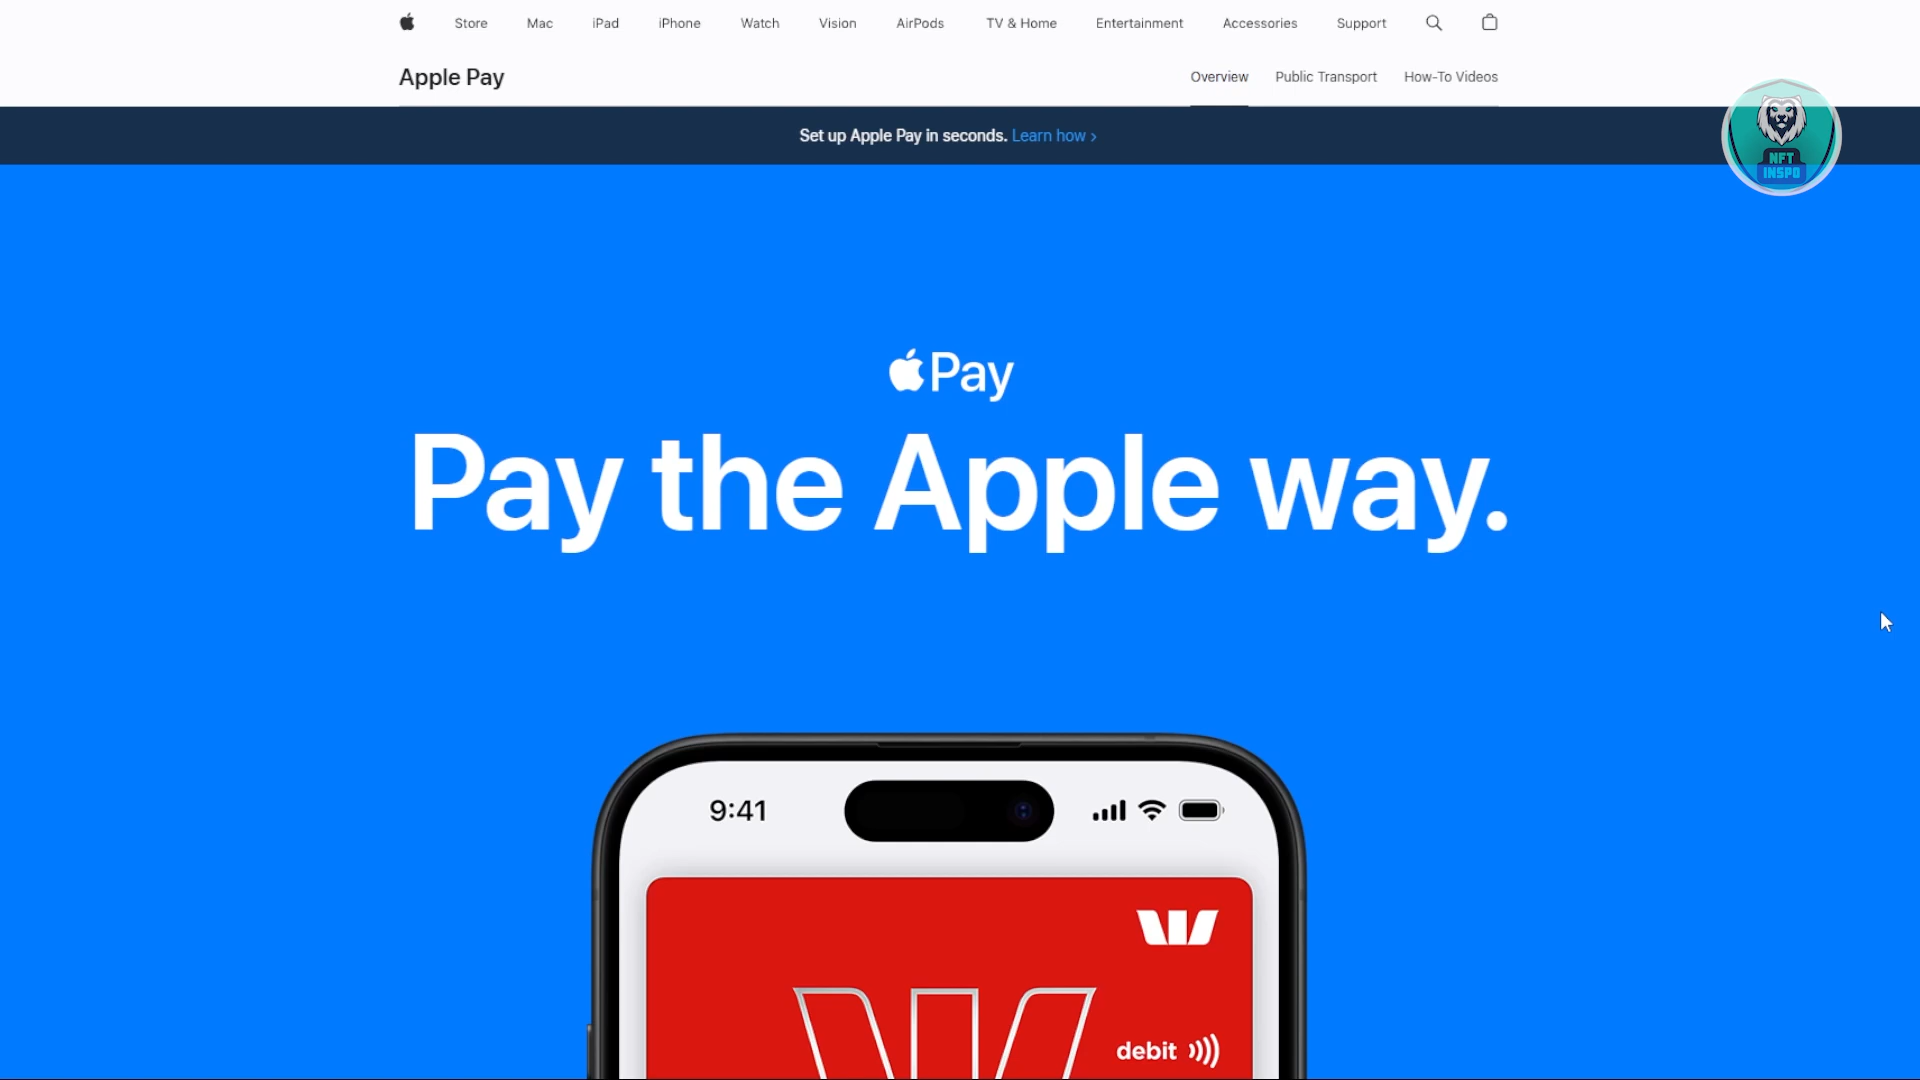 Store Mac iPad iPhone Watch Vision AirPods TV & Home Entertainment Accessories Support
Apple Pay Overview Public Transport How-To Videos
Set up Apple Pay in seconds. Learn how >
NFT
INSPO
Pay
Pay the Apple way.
9:41
debit